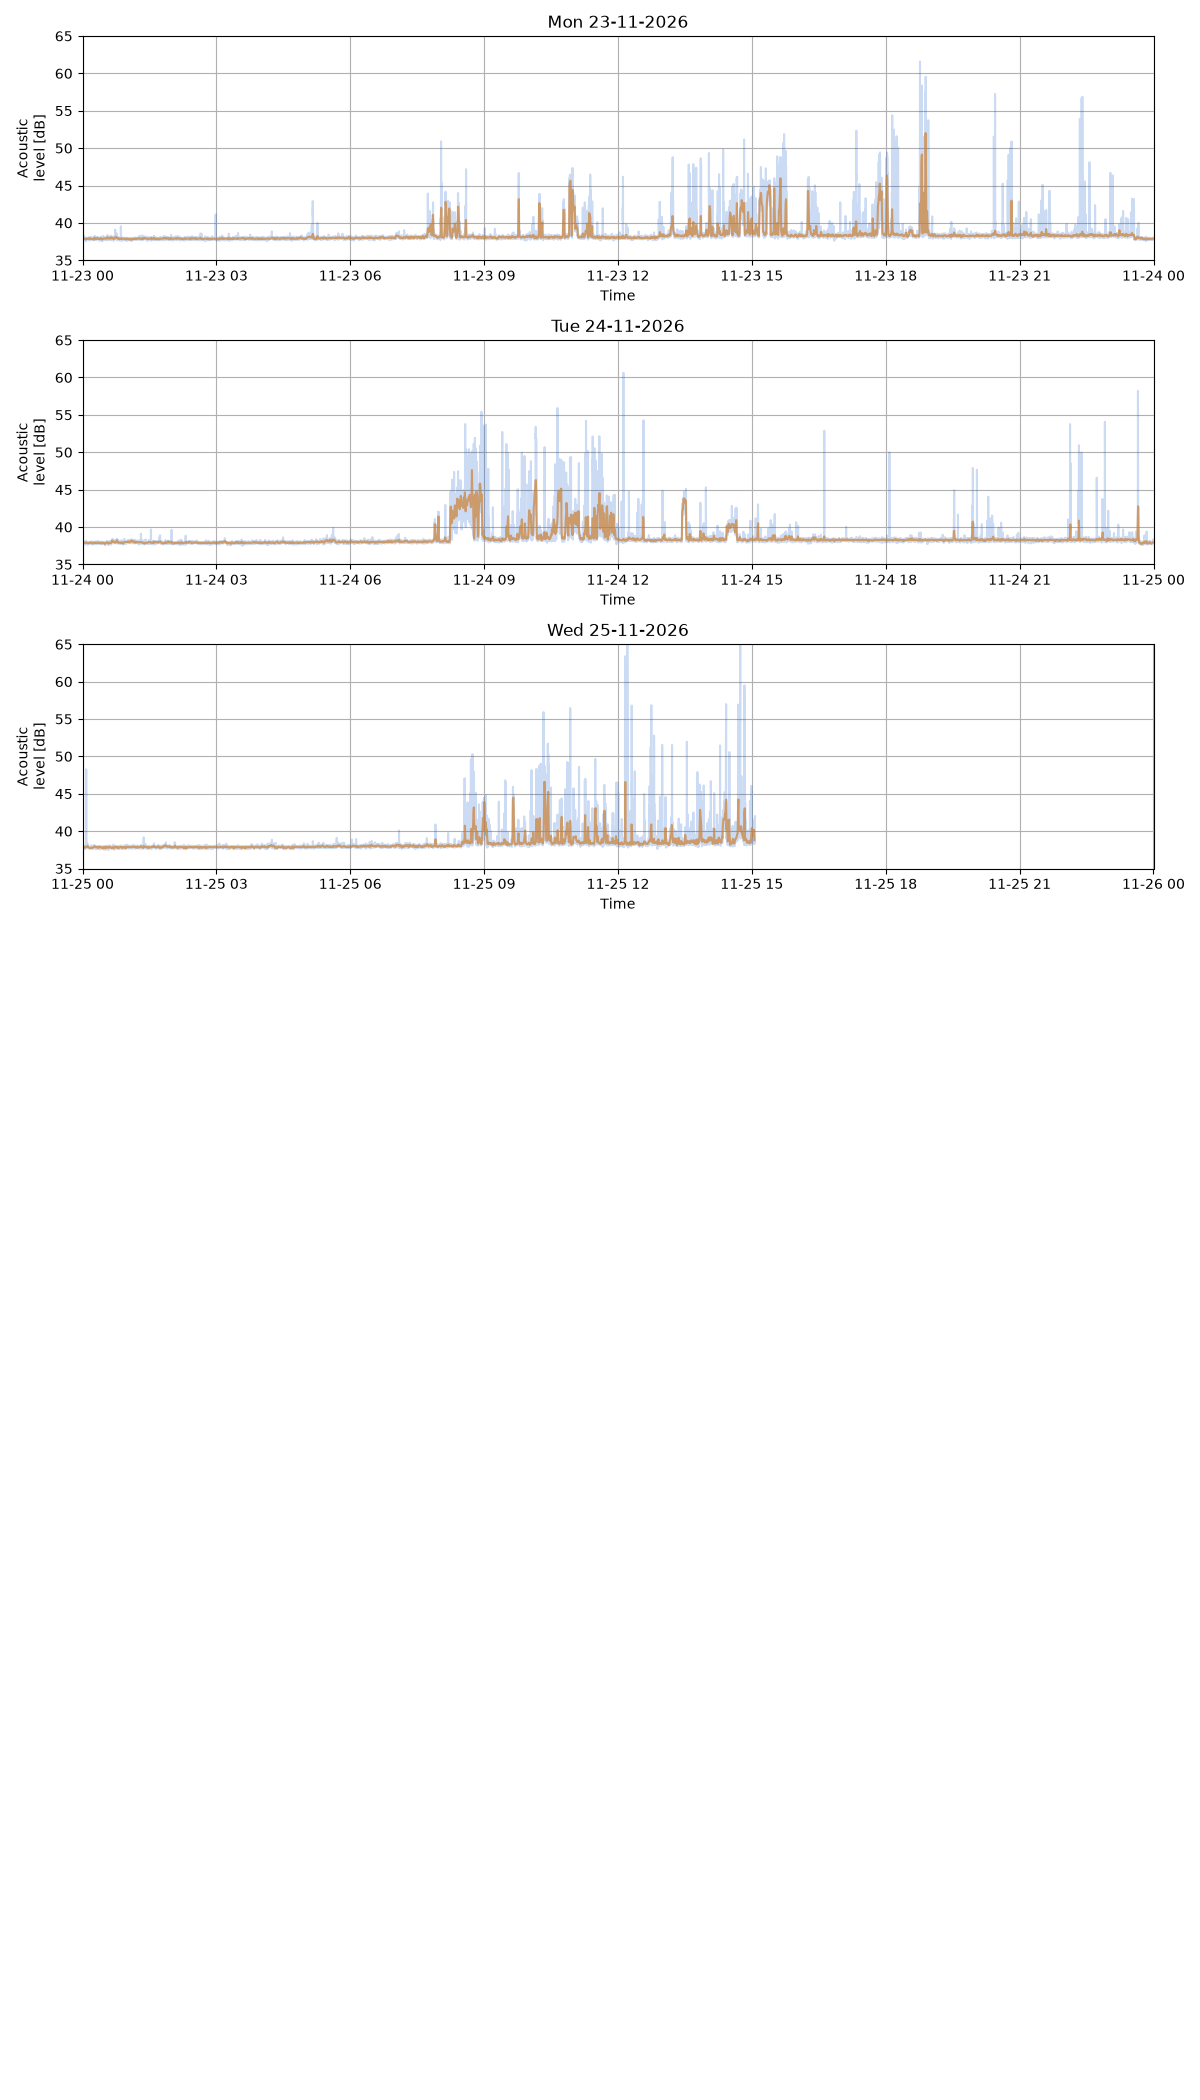 Mon 23-11-2026
65
60
55
50
45
40
35
Acoustic
level [dB]
11-23 00 11-23 03 11-23 06 11-23 09 11-23 12 11-23 15 11-23 18 11-23 21 11-24 00
Time
Tue 24-11-2026
65
60
55
50
45
40
35
Acoustic
level [dB]
11-24 00 11-24 03 11-24 06 11-24 09 11-24 12 11-24 15 11-24 18 11-24 21 11-25 00
Time
Wed 25-11-2026
65
60
55
50
45
40
35
Acoustic
level [dB]
11-25 00 11-25 03 11-25 06 11-25 09 11-25 12 11-25 15 11-25 18 11-25 21 11-26 00
Time